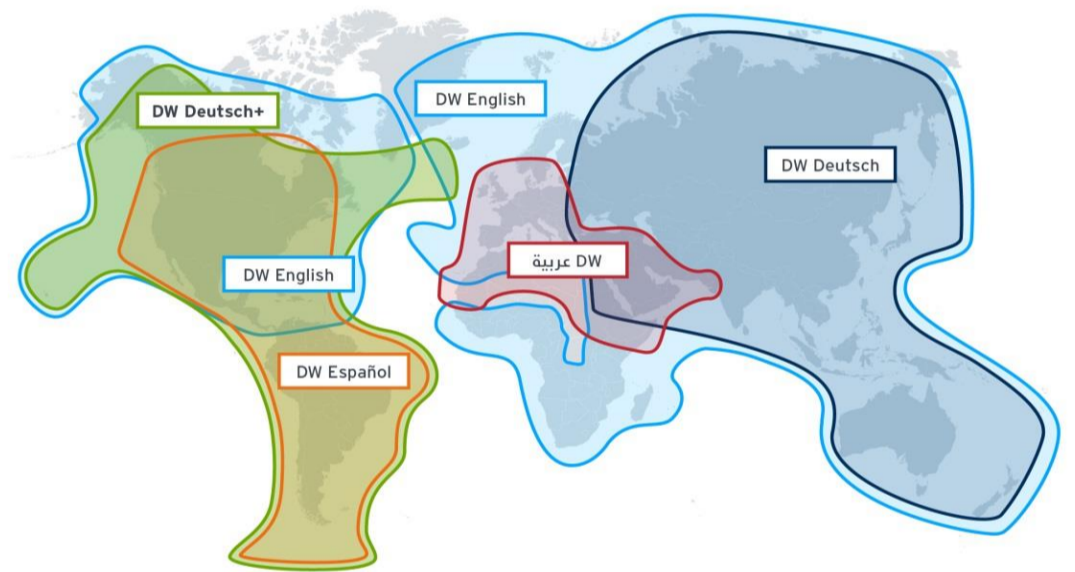 DW English
DW Deutsch+
DW Deutsch
DW عربية
DW English
DW Español